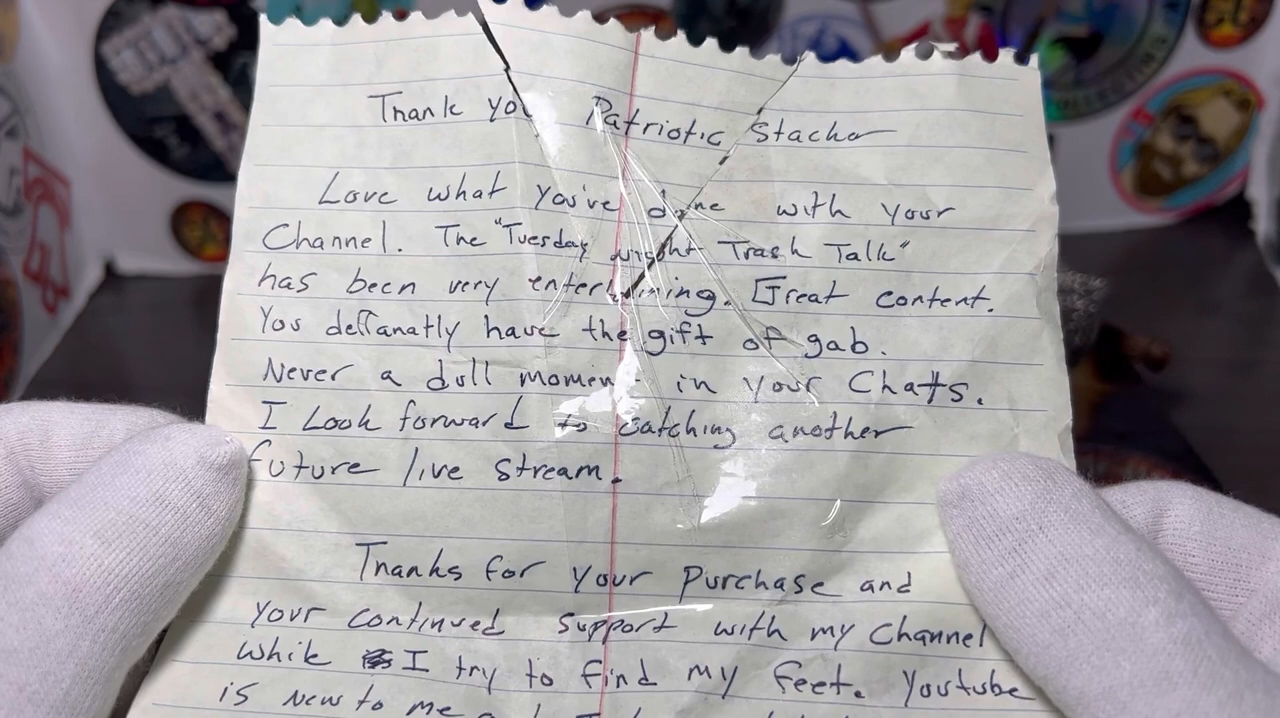 Thank you Patriotic Stacker
Love what you've done with your
Channel. The "Tuesday night Trash Talk"
has been very entertaining. Great content.
You deffanatly have the gift of gab.
Never a dull moment in your Chats.
I Look forward to catching another
future live stream.
Thanks for your purchase and
your continued support with my Channel
while I try to find my feet. Youtube
is New to me and I